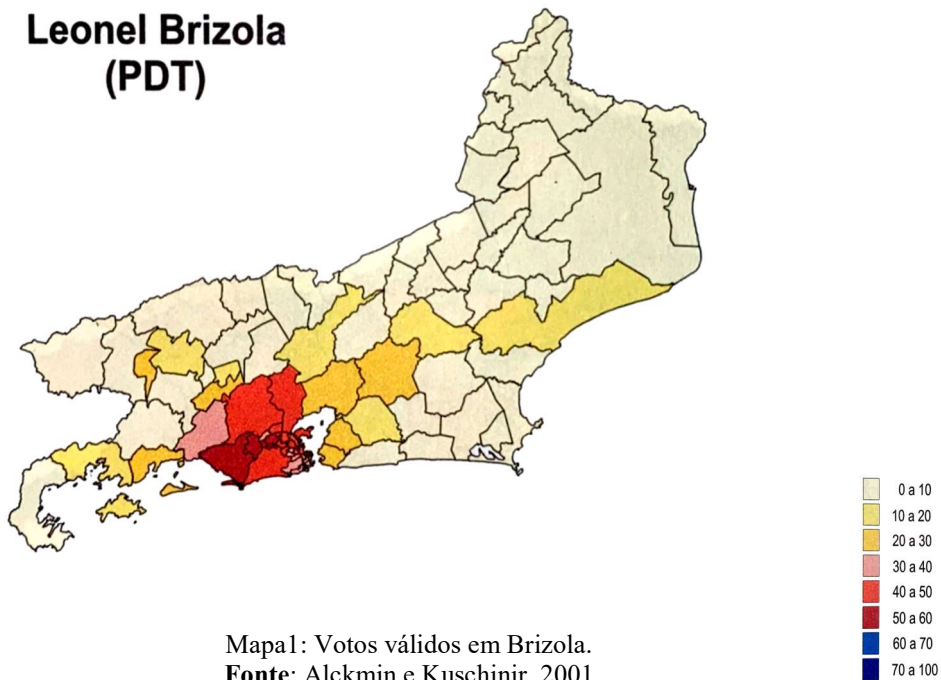 Leonel Brizola
(PDT)
0 a 10
10 a 20
20 a 30
30 a 40
40 a 50
50 a 60
60 a 70
70 a 100
Mapa1: Votos válidos em Brizola.
Fonte: Alckmin e Kuschinir, 2001